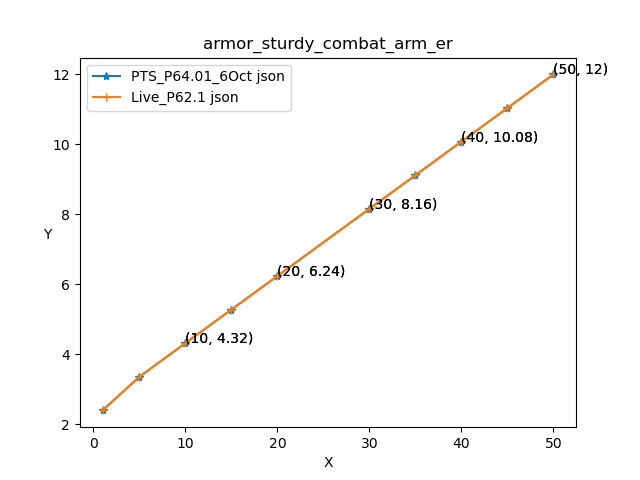 armor_sturdy_combat_arm_er
PTS_P64.01_6Oct json
Live_P62.1 json
(50, 12)
(40, 10.08)
(30, 8.16)
(20, 6.24)
(10, 4.32)
12
10
8
6
4
2
Y
0 10 20 30 40 50
X